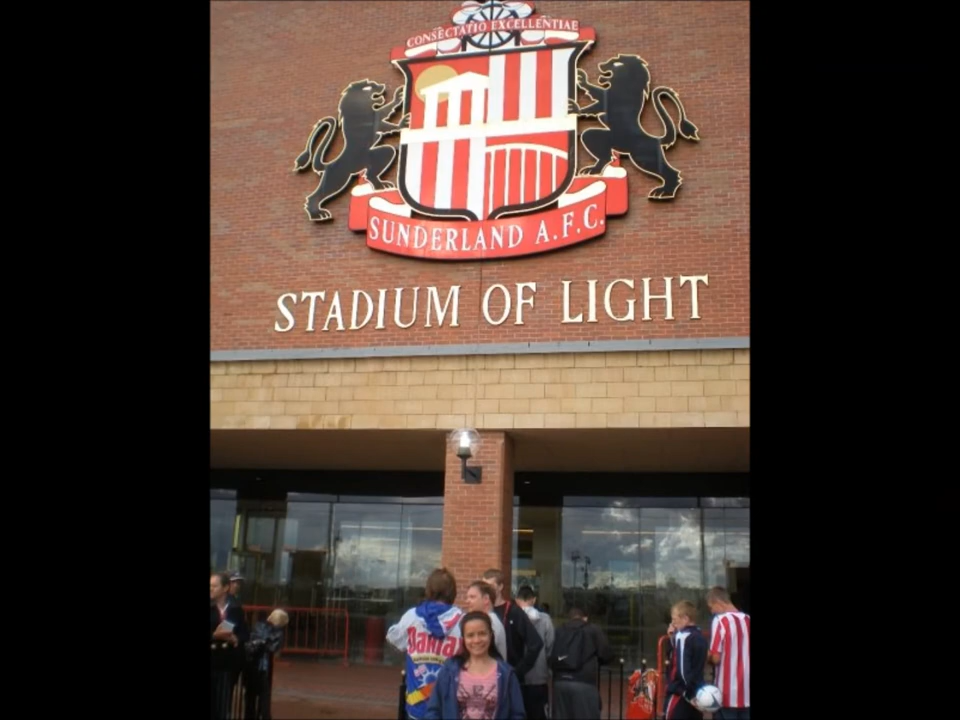 CONSECTATIO EXCELLENTIAE
SUNDERLAND A.F.C.
STADIUM OF LIGHT